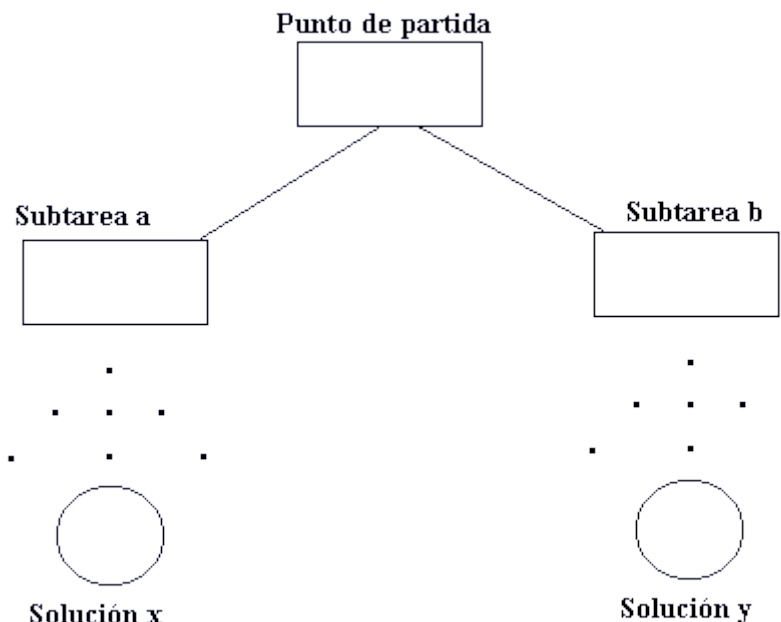 Punto de partida
Subtarea a
Subtarea b
Solución x
Solución y